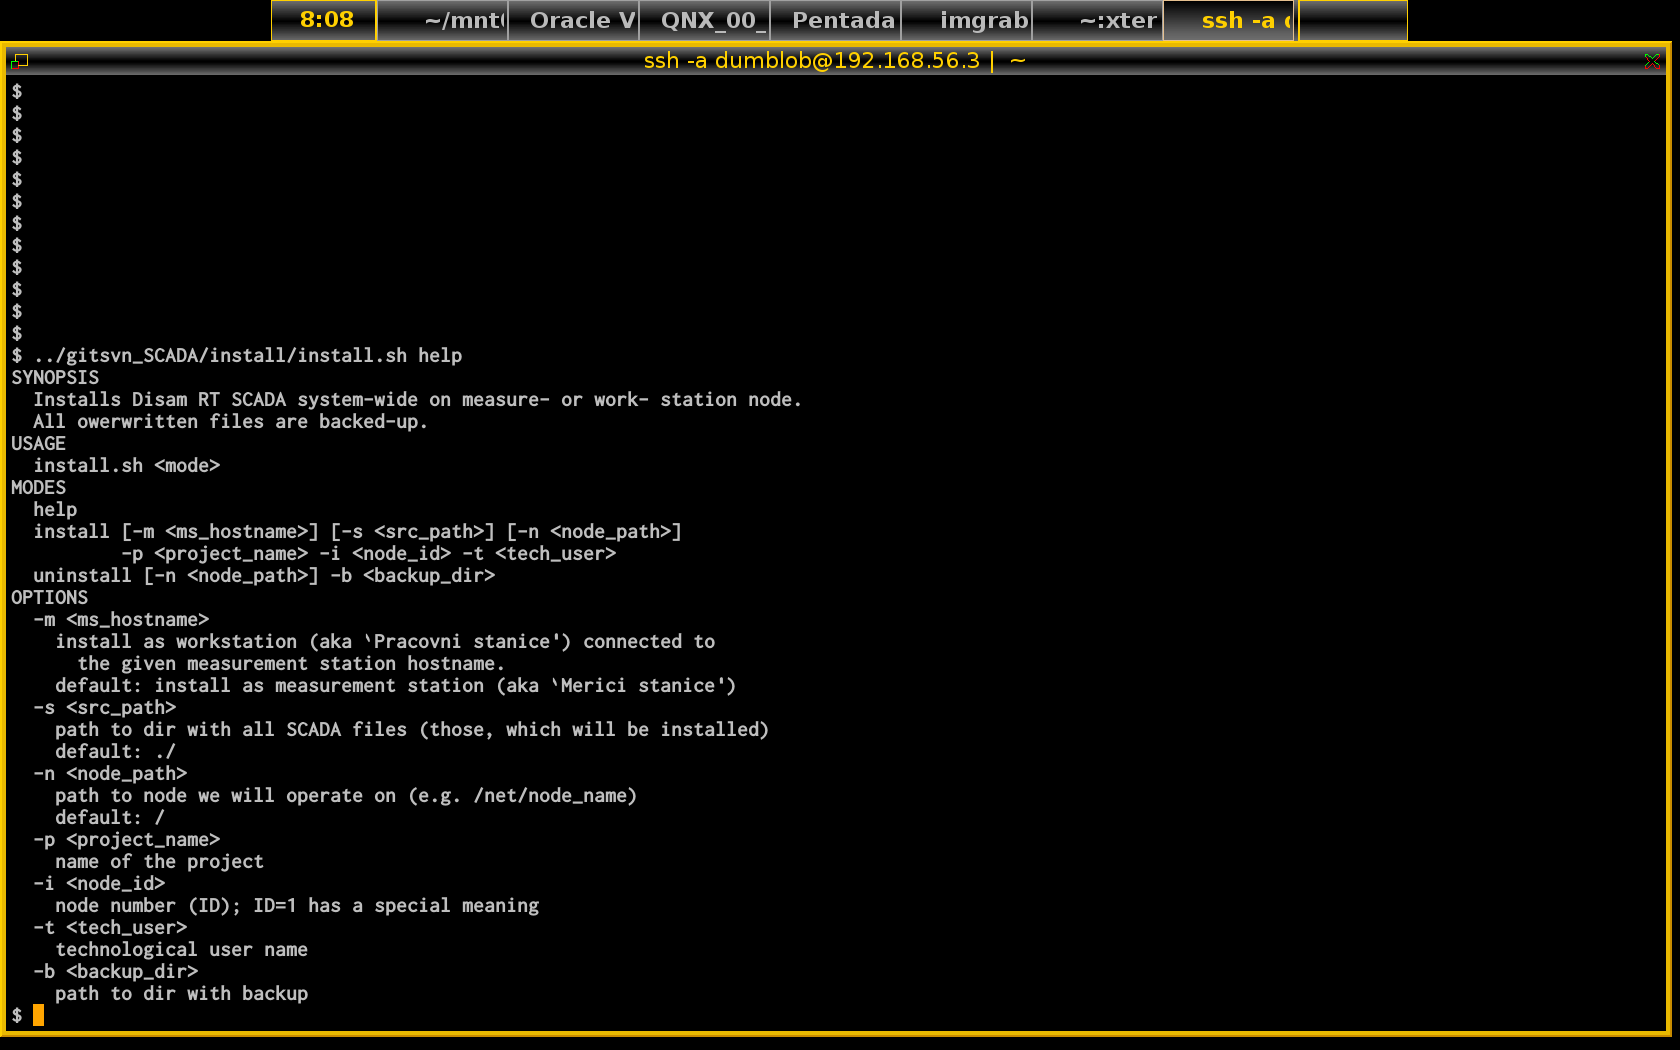 8:08 ~/mnt Oracle V QNX_00_ Pentada imgrab ~:xter ssh -a
ssh -a dumblob@192.168.56.3 | ~
$
$
$
$
$
$
$
$
$
$
$
$
$ ../gitsvn_SCADA/install/install.sh help
SYNOPSIS
  Installs Disam RT SCADA system-wide on measure- or work- station node.
  All owerwritten files are backed-up.
USAGE
  install.sh <mode>
MODES
  help
  install [-m <ms_hostname>] [-s <src_path>] [-n <node_path>]
          -p <project_name> -i <node_id> -t <tech_user>
  uninstall [-n <node_path>] -b <backup_dir>
OPTIONS
  -m <ms_hostname>
    install as workstation (aka `Pracovni stanice') connected to
      the given measurement station hostname.
    default: install as measurement station (aka `Merici stanice')
  -s <src_path>
    path to dir with all SCADA files (those, which will be installed)
    default: ./
  -n <node_path>
    path to node we will operate on (e.g. /net/node_name)
    default: /
  -p <project_name>
    name of the project
  -i <node_id>
    node number (ID); ID=1 has a special meaning
  -t <tech_user>
    technological user name
  -b <backup_dir>
    path to dir with backup
$